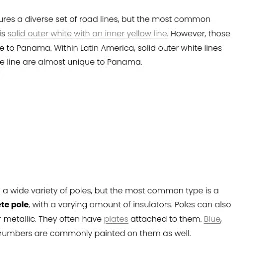 ures a diverse set of road lines, but the most common
is solid outer white with an inner yellow line. However, those
e to Panama. Within Latin America, solid outer white lines
e line are almost unique to Panama.
a wide variety of poles, but the most common type is a
te pole, with a varying amount of insulators. Poles can also
r metallic. They often have plates attached to them. Blue,
numbers are commonly painted on them as well.